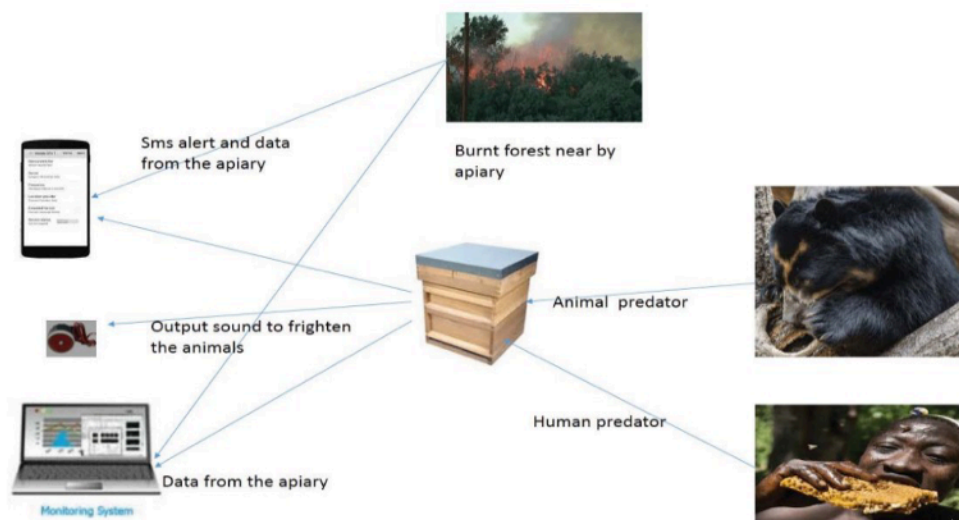 Sms alert and data
from the apiary
Burnt forest near by
apiary
Animal predator
Output sound to frighten
the animals
Human predator
Data from the apiary
Monitoring System